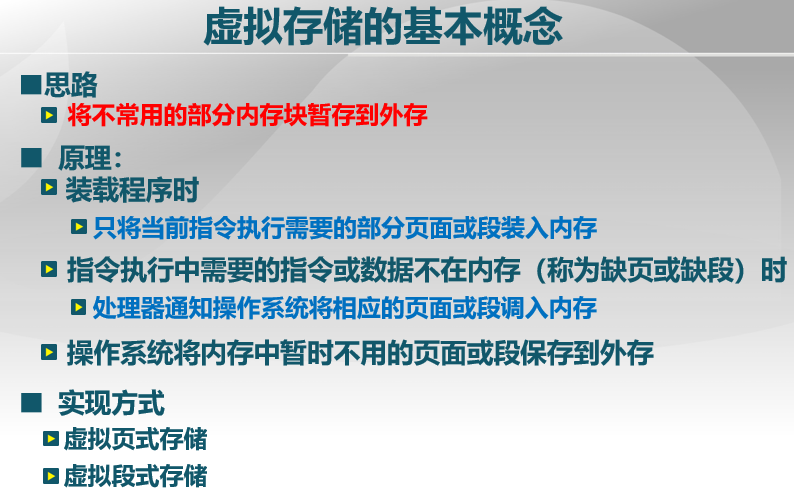 虚拟存储的基本概念
思路
将不常用的部分内存块暂存到外存
原理：
装载程序时
只将当前指令执行需要的部分页面或段装入内存
指令执行中需要的指令或数据不在内存（称为缺页或缺段）时
处理器通知操作系统将相应的页面或段调入内存
操作系统将内存中暂时不用的页面或段保存到外存
实现方式
虚拟页式存储
虚拟段式存储